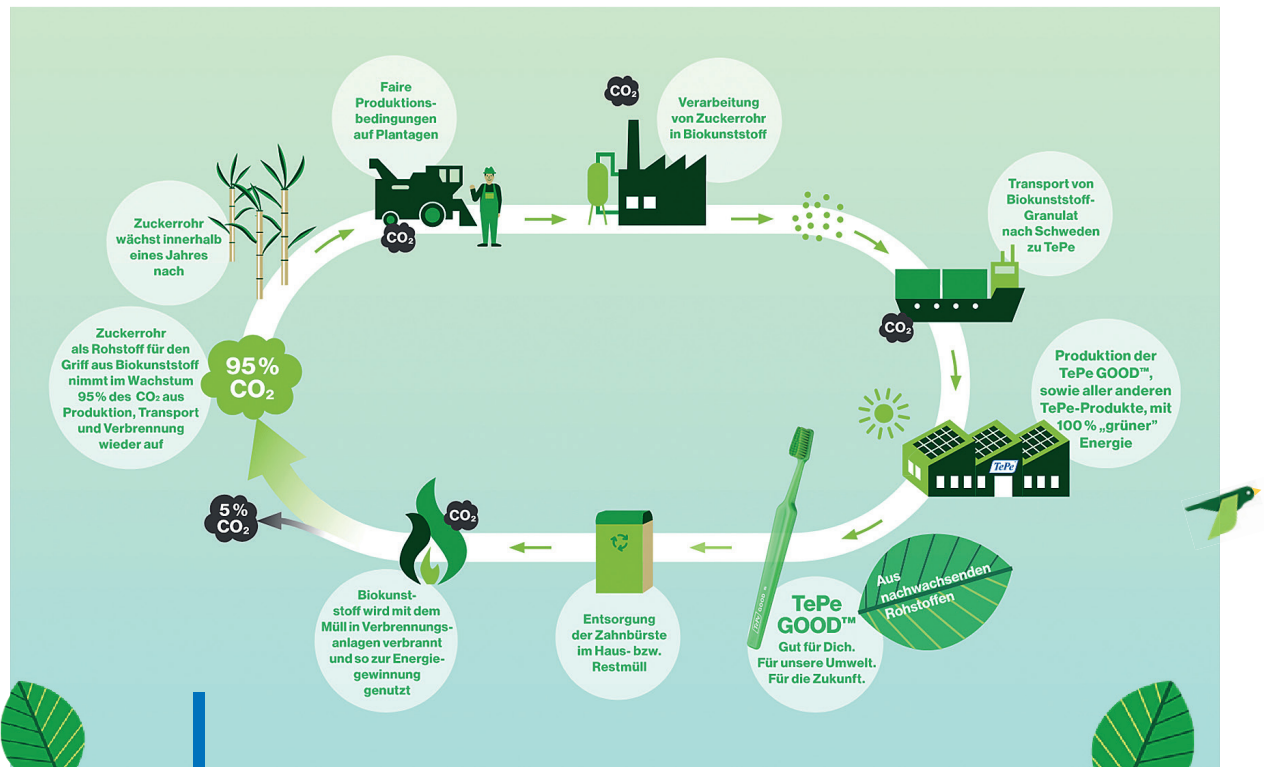 Faire
Produktions-
bedingungen
auf Plantagen
CO₂
CO₂
Verarbeitung
von Zuckerrohr
in Biokunststoff
Transport von
Biokunststoff-
Granulat
nach Schweden
zu TePe
CO₂
Produktion der
TePe GOOD™,
sowie aller anderen
TePe-Produkte, mit
100 % „grüner”
Energie
TePe
Aus
nachwachsenden
Rohstoffen
TePe GOOD
TePe
GOOD™
Gut für Dich.
Für unsere Umwelt.
Für die Zukunft.
Entsorgung
der Zahnbürste
im Haus- bzw.
Restmüll
CO₂
Biokunst-
stoff wird mit dem
Müll in Verbrennungs-
anlagen verbrannt
und so zur Energie-
gewinnung
genutzt
5 %
CO₂
95 %
CO₂
Zuckerrohr
als Rohstoff für den
Griff aus Biokunststoff
nimmt im Wachstum
95 % des CO₂ aus
Produktion, Transport
und Verbrennung
wieder auf
Zuckerrohr
wächst innerhalb
eines Jahres
nach